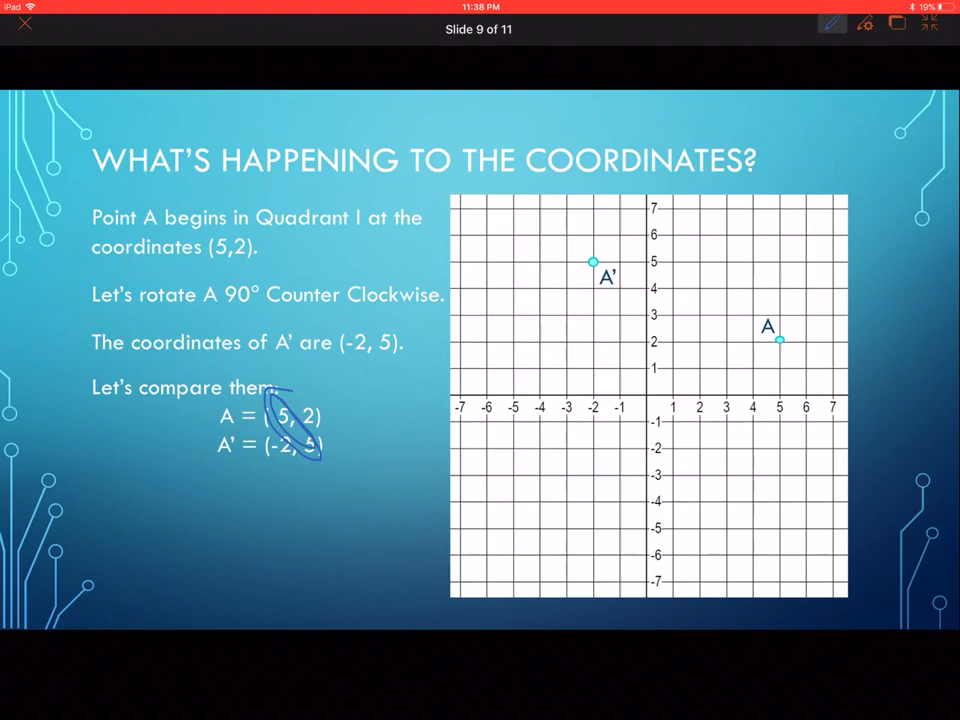 iPad 11:38 PM 19%
Slide 9 of 11
WHAT'S HAPPENING TO THE COORDINATES?
Point A begins in Quadrant I at the
coordinates (5,2).
Let's rotate A 90° Counter Clockwise.
The coordinates of A' are (-2, 5).
Let's compare them:
A = ( 5, 2)
A' = (-2, 5)
7
6
5
A'
4
3
A
2
1
-7 -6 -5 -4 -3 -2 -1 1 2 3 4 5 6 7
-1
-2
-3
-4
-5
-6
-7